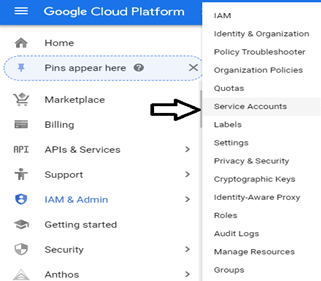 Google Cloud Platform
Home
Pins appear here
Marketplace
Billing
API APIs & Services
Support
IAM & Admin
Getting started
Security
Anthos
IAM
Identity & Organization
Policy Troubleshooter
Organization Policies
Quotas
Service Accounts
Labels
Settings
Privacy & Security
Cryptographic Keys
Identity-Aware Proxy
Roles
Audit Logs
Manage Resources
Groups